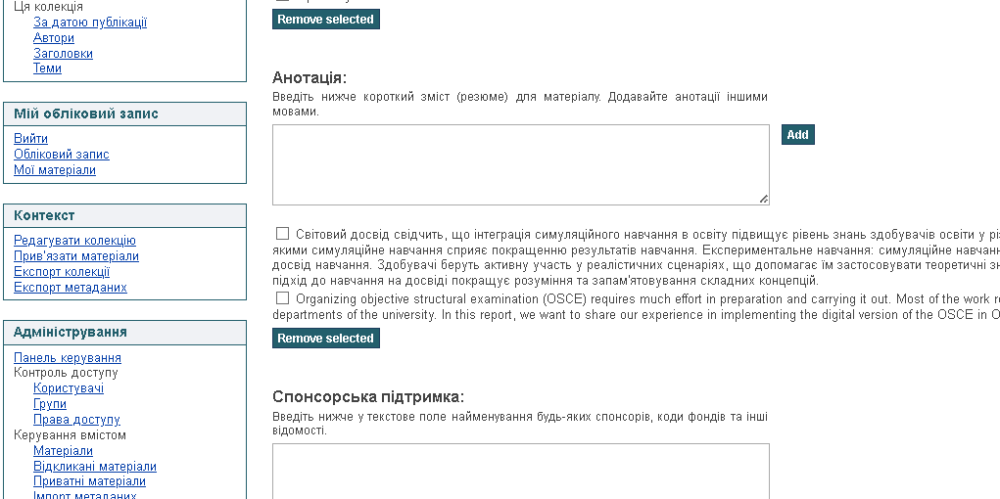 Ця колекція
За датою публікації
Автори
Заголовки
Теми
Мій обліковий запис
Вийти
Обліковий запис
Мої матеріали
Контекст
Редагувати колекцію
Прив'язати матеріали
Експорт колекції
Експорт метаданих
Адміністрування
Панель керування
Контроль доступу
Користувачі
Групи
Права доступу
Керування вмістом
Матеріали
Відкликані матеріали
Приватні матеріали
Імпорт метаданих
Remove selected
Анотація:
Введіть нижче короткий зміст (резюме) для матеріалу. Додавайте анотації іншими
мовами.
Add
Світовий досвід свідчить, що інтеграція симуляційного навчання в освіту підвищує рівень знань здобувачів освіти у
якими симуляційне навчання сприяє покращенню результатів навчання. Експериментальне навчання: симуляційне
досвід навчання. Здобувачі беруть активну участь у реалістичних сценаріях, що допомагає їм застосовувати теоретичні
підхід до навчання на досвіді покращує розуміння та запам'ятовування складних концепцій.
Organizing objective structural examination (OSCE) requires much effort in preparation and carrying it out. Most of the work
departments of the university. In this report, we want to share our experience in implementing the digital version of the OSCE in
Remove selected
Спонсорська підтримка:
Введіть нижче у текстове поле найменування будь-яких спонсорів, коди фондів та інші
відомості.